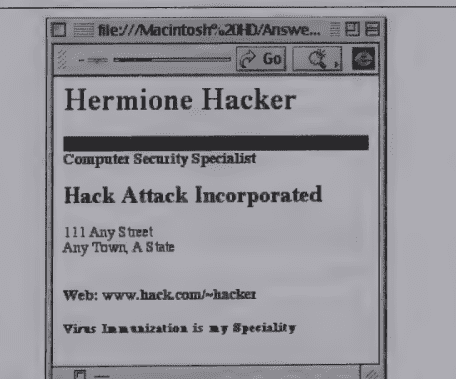 file:///Macintosh%20HD/Answe...
Go
Hermione Hacker
Computer Security Specialist
Hack Attack Incorporated
111 Any Street
Any Town, A State
Web: www.hack.com/~hacker
Virus Immunization is my Speciality